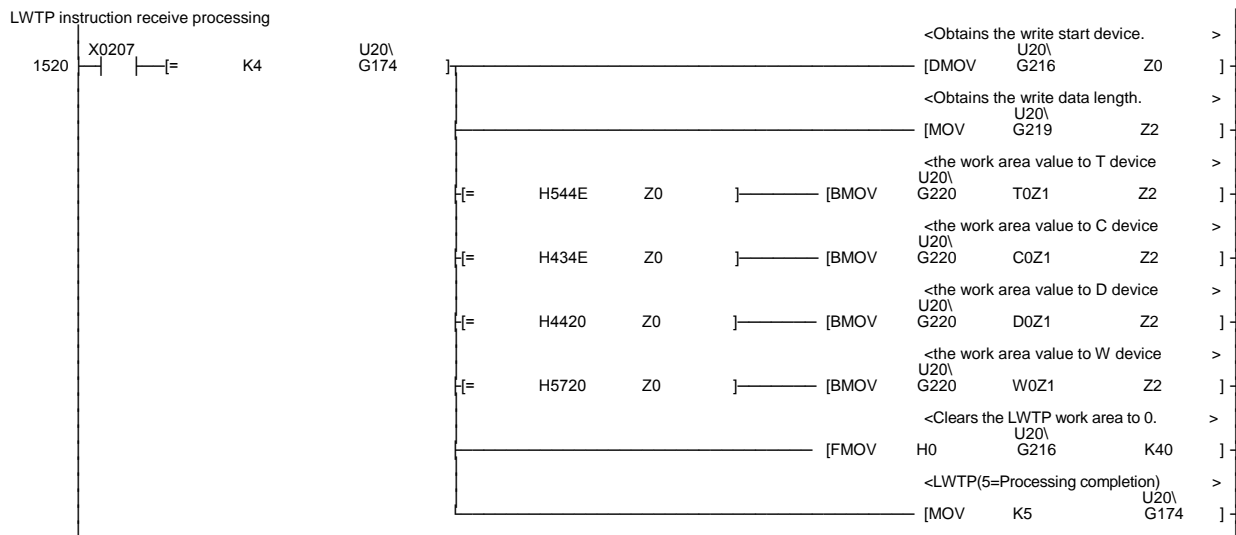 LWTP instruction receive processing
<Obtains the write start device. >
X0207 U20\ U20\
1520 [= K4 G174 ] [DMOV G216 Z0 ]
<Obtains the write data length. >
U20\
[MOV G219 Z2 ]
<the work area value to T device >
U20\
[= H544E Z0 ] [BMOV G220 T0Z1 Z2 ]
<the work area value to C device >
U20\
[= H434E Z0 ] [BMOV G220 C0Z1 Z2 ]
<the work area value to D device >
U20\
[= H4420 Z0 ] [BMOV G220 D0Z1 Z2 ]
<the work area value to W device >
U20\
[= H5720 Z0 ] [BMOV G220 W0Z1 Z2 ]
<Clears the LWTP work area to 0. >
U20\
[FMOV H0 G216 K40 ]
<LWTP(5=Processing completion) >
U20\
[MOV K5 G174 ]